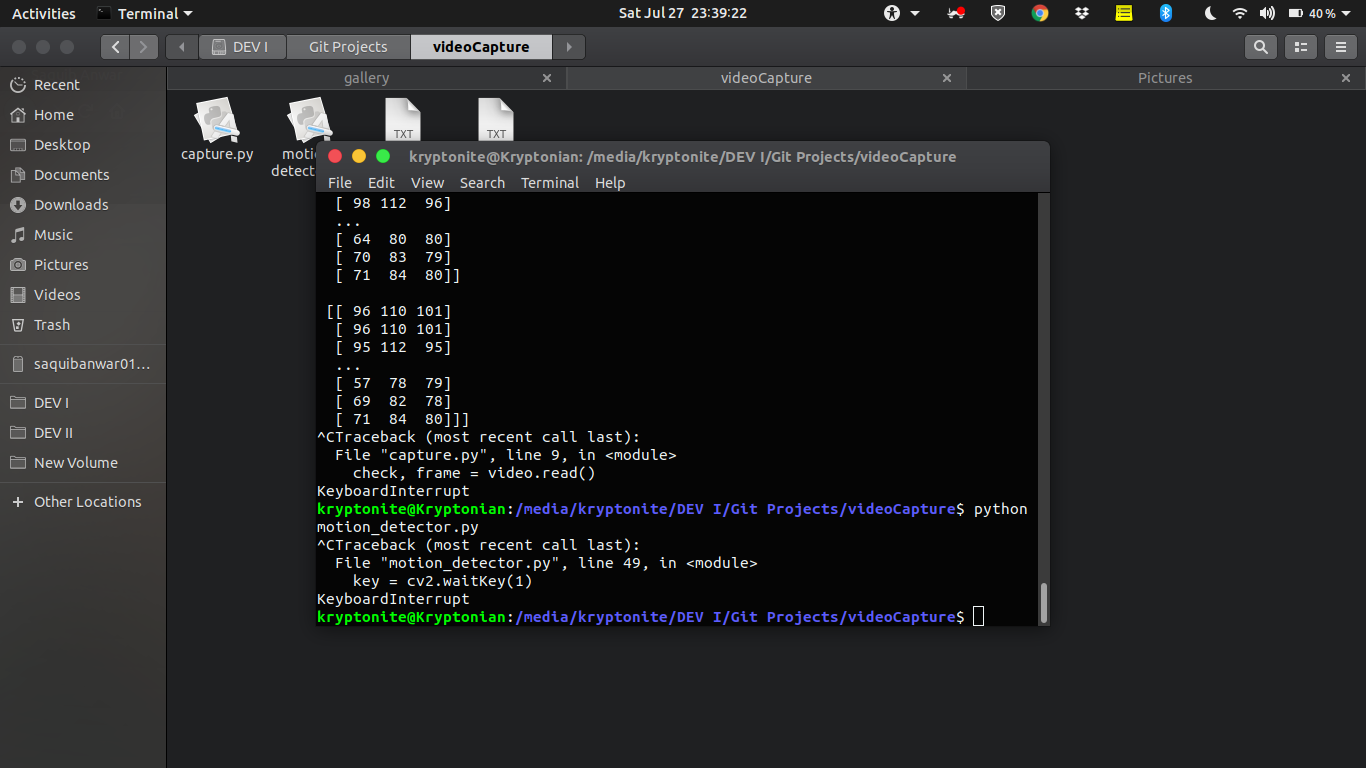 Activities Terminal Sat Jul 27 23:39:22 40 %
DEV I Git Projects videoCapture
gallery videoCapture Pictures
Recent
Home
Desktop
Documents
Downloads
Music
Pictures
Videos
Trash
saquibanwar01…
DEV I
DEV II
New Volume
Other Locations
TXT TXT
capture.py
detect
kryptonite@Kryptonian: /media/kryptonite/DEV I/Git Projects/videoCapture
File Edit View Search Terminal Help
[ 98 112  96]
...
[ 64  80  80]
[ 70  83  79]
[ 71  84  80]]
[[ 96 110 101]
[ 96 110 101]
[ 95 112  95]
...
[ 57  78  79]
[ 69  82  78]
[ 71  84  80]]]
^CTraceback (most recent call last):
File "capture.py", line 9, in <module>
check, frame = video.read()
KeyboardInterrupt
kryptonite@Kryptonian:/media/kryptonite/DEV I/Git Projects/videoCapture$ python
motion_detector.py
^CTraceback (most recent call last):
File "motion_detector.py", line 49, in <module>
key = cv2.waitKey(1)
KeyboardInterrupt
kryptonite@Kryptonian:/media/kryptonite/DEV I/Git Projects/videoCapture$